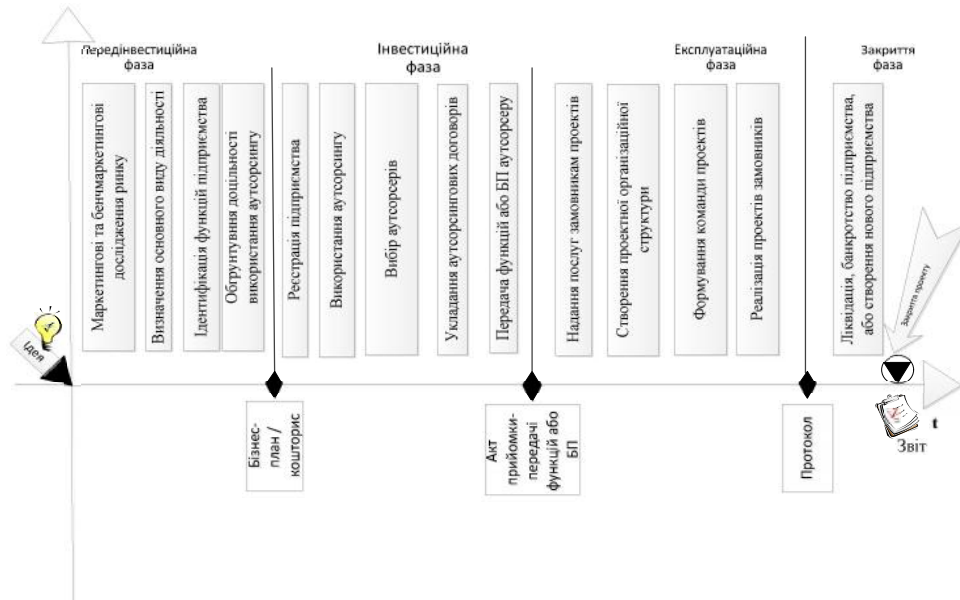 Передінвестиційна
фаза
Інвестиційна
фаза
Експлуатаційна
фаза
Закриття
фаза
Маркетингові та бенчмаркетингові
дослідження ринку
Визначення основного виду діяльності
Ідентифікація функцій підприємства
Обґрунтувння доцільності
використання аутсорсингу
Реєстрація підприємства
Використання аутсорсингу
Вибір аутсорсерів
Укладання аутсорсингових договорів
Передача функцій або БП аутсорсеру
Надання послуг замовникам проектів
Створення проектної організаційної
структури
Формування команди проектів
Реалізація проектів замовників
Ліквідація, банкротство підприємства,
або створення нового підприємства
Закриття проекту
Ідея
Бізнес-
план /
кошторис
Акт
прийомки-
передачі
функцій або
БП
Протокол
t
Звіт